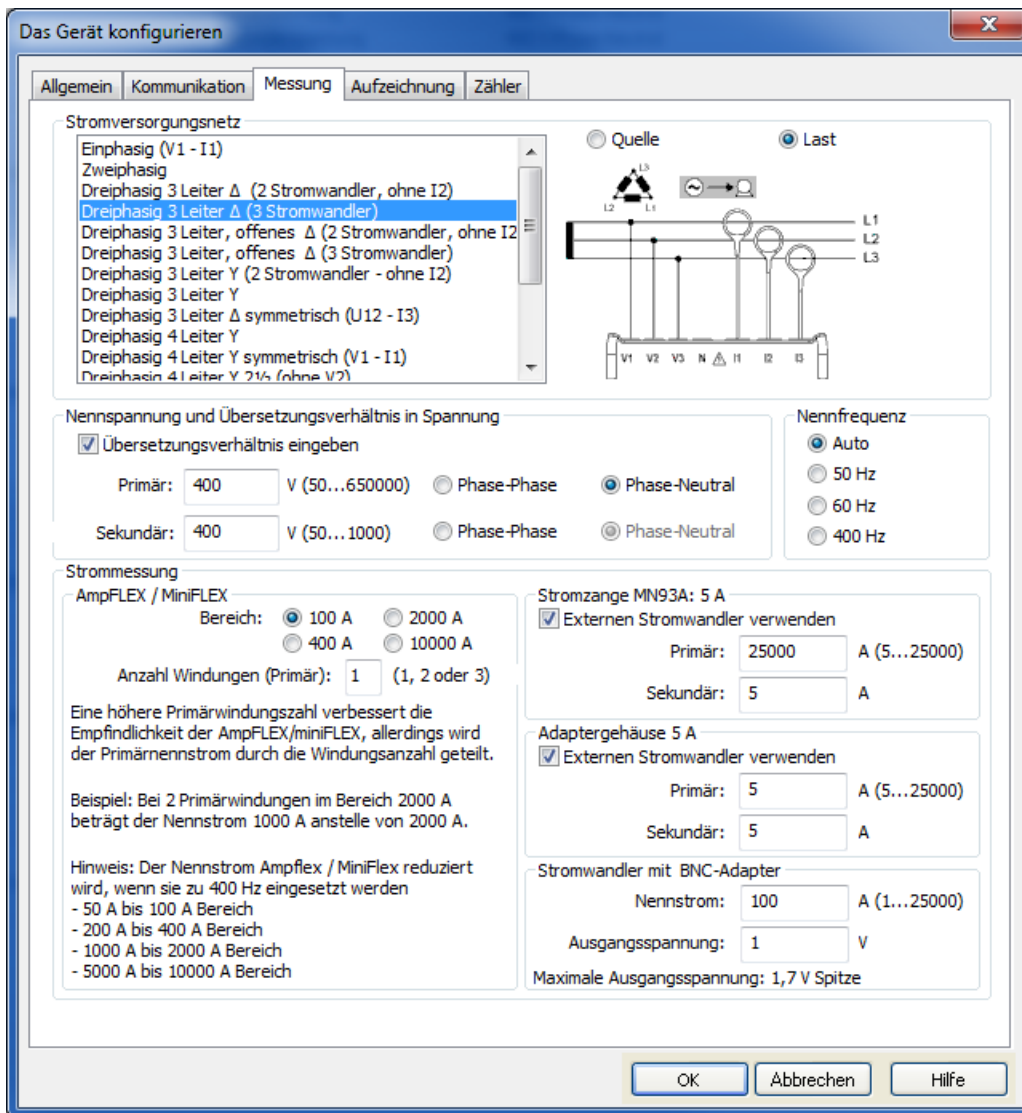 Das Gerät konfigurieren
Allgemein
Kommunikation
Messung
Aufzeichnung
Zähler
Stromversorgungsnetz
Einphasig (V1 - I1)
Zweiphasig
Dreiphasig 3 Leiter Δ (2 Stromwandler, ohne I2)
Dreiphasig 3 Leiter Δ (3 Stromwandler)
Dreiphasig 3 Leiter, offenes Δ (2 Stromwandler, ohne I2
Dreiphasig 3 Leiter, offenes Δ (3 Stromwandler)
Dreiphasig 3 Leiter Y (2 Stromwandler - ohne I2)
Dreiphasig 3 Leiter Y
Dreiphasig 3 Leiter Δ symmetrisch (U12 - I3)
Dreiphasig 4 Leiter Y
Dreiphasig 4 Leiter Y symmetrisch (V1 - I1)
Dreiphasig 4 Leiter Y 2½ (ohne V2)
Quelle
Last
L3
L2 L1
L1
L2
L3
V1 V2 V3 N I1 I2 I3
Nennspannung und Übersetzungsverhältnis in Spannung
Übersetzungsverhältnis eingeben
Primär: 400 V (50...650000) Phase-Phase Phase-Neutral
Sekundär: 400 V (50...1000) Phase-Phase Phase-Neutral
Nennfrequenz
Auto
50 Hz
60 Hz
400 Hz
Strommessung
AmpFLEX / MiniFLEX
Bereich: 100 A 2000 A
400 A 10000 A
Anzahl Windungen (Primär): 1 (1, 2 oder 3)
Eine höhere Primärwindungszahl verbessert die
Empfindlichkeit der AmpFLEX/miniFLEX, allerdings wird
der Primärnennstrom durch die Windungsanzahl geteilt.
Beispiel: Bei 2 Primärwindungen im Bereich 2000 A
beträgt der Nennstrom 1000 A anstelle von 2000 A.
Hinweis: Der Nennstrom Ampflex / MiniFlex reduziert
wird, wenn sie zu 400 Hz eingesetzt werden
- 50 A bis 100 A Bereich
- 200 A bis 400 A Bereich
- 1000 A bis 2000 A Bereich
- 5000 A bis 10000 A Bereich
Stromzange MN93A: 5 A
Externen Stromwandler verwenden
Primär: 25000 A (5...25000)
Sekundär: 5 A
Adaptergehäuse 5 A
Externen Stromwandler verwenden
Primär: 5 A (5...25000)
Sekundär: 5 A
Stromwandler mit BNC-Adapter
Nennstrom: 100 A (1...25000)
Ausgangsspannung: 1 V
Maximale Ausgangsspannung: 1,7 V Spitze
OK
Abbrechen
Hilfe